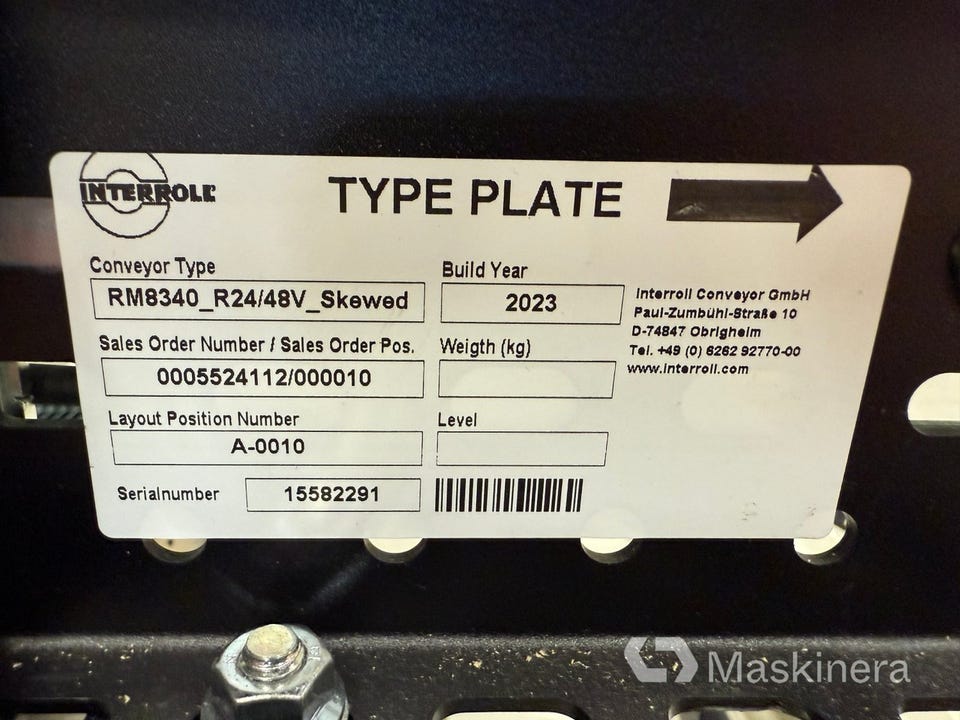 INTERROLL
TYPE PLATE
Conveyor Type
RM8340_R24/48V_Skewed
Build Year
2023
Sales Order Number / Sales Order Pos.
0005524112/000010
Weigth (kg)
Layout Position Number
A-0010
Level
Serialnumber
15582291
Interroll Conveyor GmbH
Paul-Zumbühl-Straße 10
D-74847 Obrigheim
Tel. +49 (0) 6262 92770-00
www.interroll.com
Maskinera